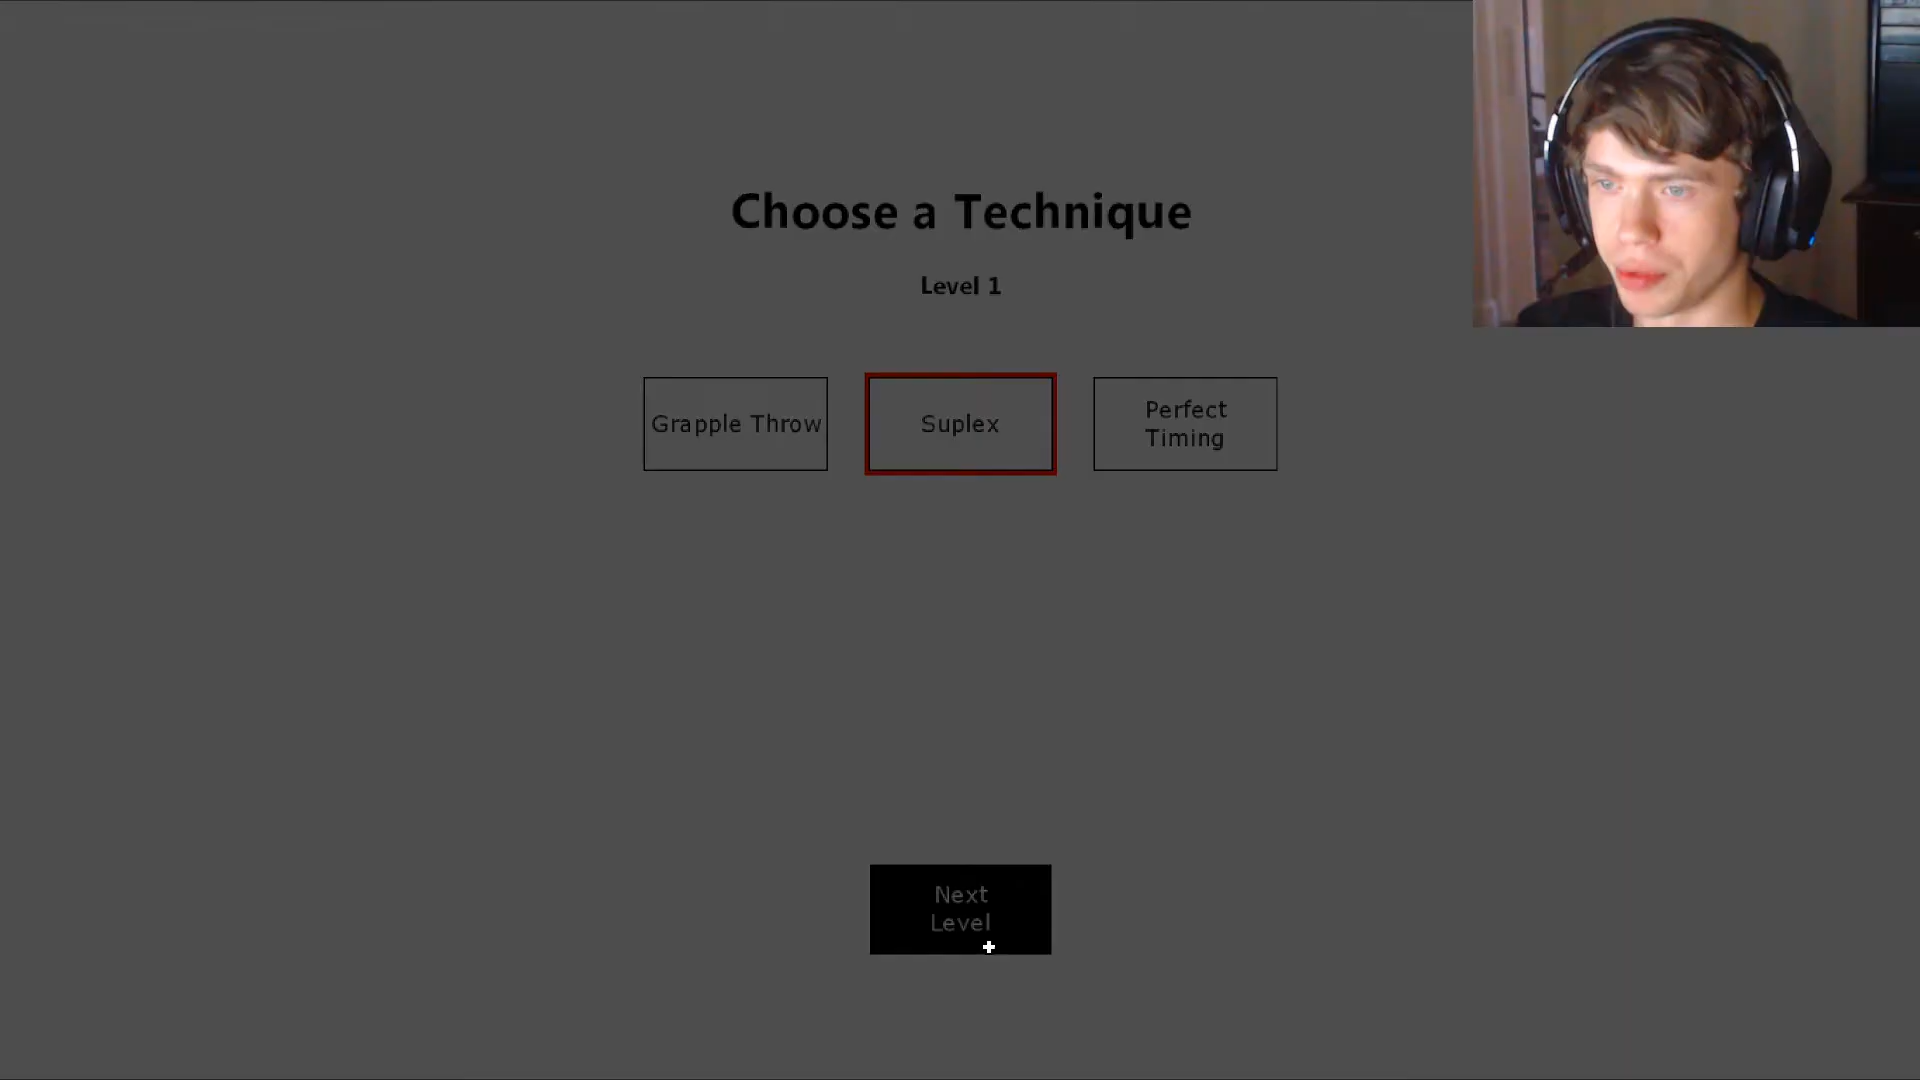 Choose a Technique
Level 1
Grapple Throw
Suplex
Perfect
Timing
Next
Level